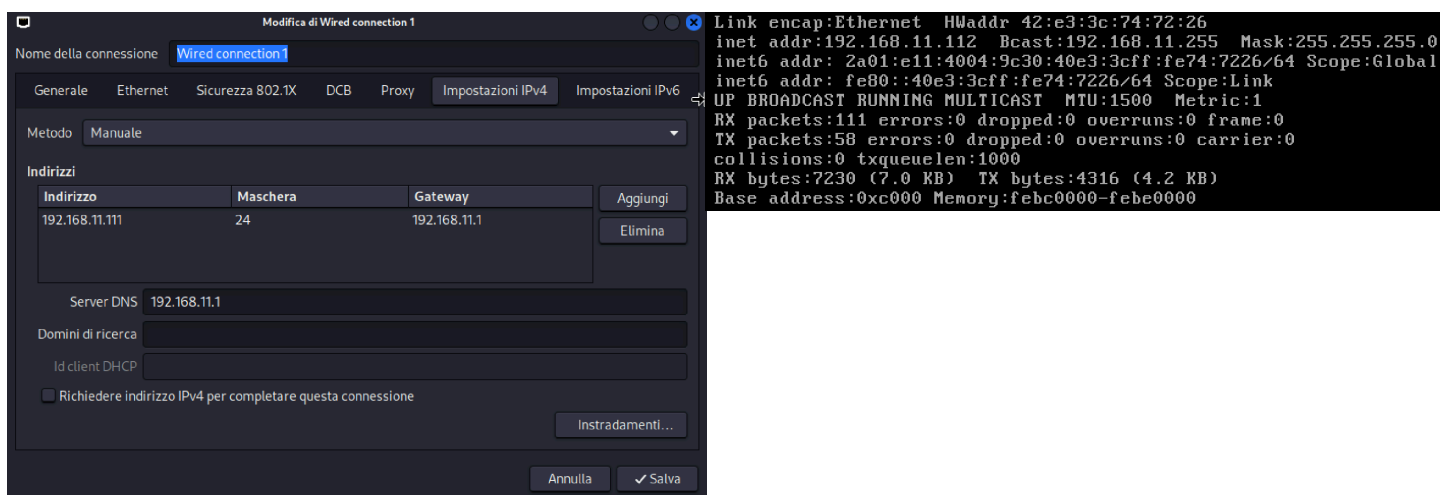 Modifica di Wired connection 1
Nome della connessione Wired connection 1
Generale Ethernet Sicurezza 802.1X DCB Proxy Impostazioni IPv4 Impostazioni IPv6
Metodo Manuale
Indirizzi
Indirizzo Maschera Gateway Aggiungi
192.168.11.111 24 192.168.11.1
Elimina
Server DNS 192.168.11.1
Domini di ricerca
Id client DHCP
Richiedere indirizzo IPv4 per completare questa connessione
Instradamenti...
Annulla Salva
Link encap:Ethernet HWaddr 42:e3:3c:74:72:26
inet addr:192.168.11.112 Bcast:192.168.11.255 Mask:255.255.255.0
inet6 addr: 2a01:e11:4004:9c30:40e3:3cff:fe74:7226/64 Scope:Global
inet6 addr: fe80::40e3:3cff:fe74:7226/64 Scope:Link
UP BROADCAST RUNNING MULTICAST MTU:1500 Metric:1
RX packets:111 errors:0 dropped:0 overruns:0 frame:0
TX packets:58 errors:0 dropped:0 overruns:0 carrier:0
collisions:0 txqueuelen:1000
RX bytes:7230 (7.0 KB) TX bytes:4316 (4.2 KB)
Base address:0xc000 Memory:febc0000-febe0000